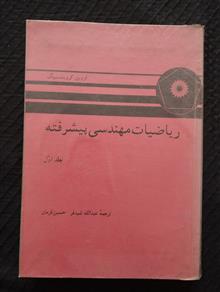 اروین کرویت سیگ
ریاضیات مهندسی پیشرفته
جلد اول
ترجمهٔ عبدالله شیدفر حسین فرمان